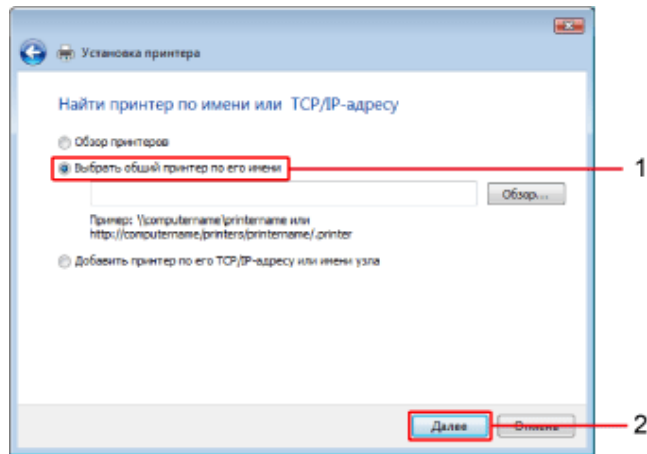 Установка принтера
Найти принтер по имени или TCP/IP-адресу
Обзор принтеров
Выбрать общий принтер по его имени
1
Обзор...
Пример: \\computername\printername или
http://computername/printers/printername/.printer
Добавить принтер по его TCP/IP-адресу или имени узла
Далее
Отмена
2